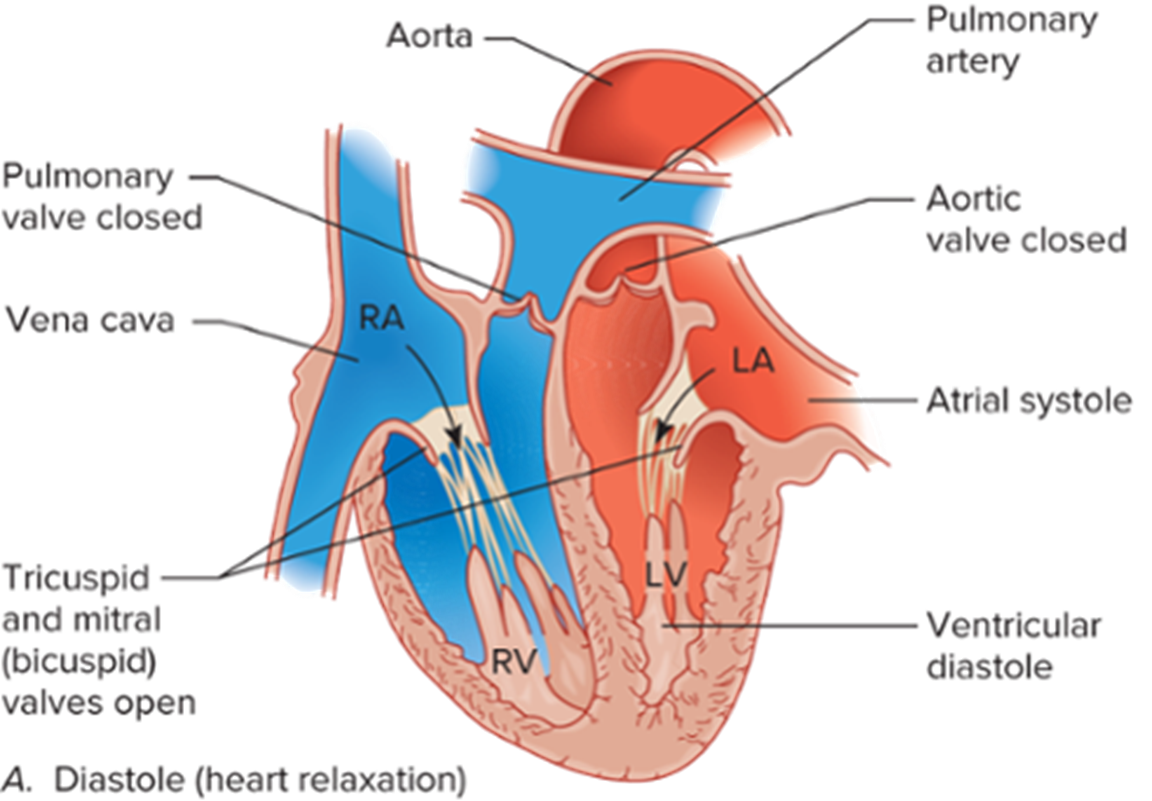 Aorta
Pulmonary
artery
Pulmonary
valve closed
Aortic
valve closed
Vena cava
RA
LA
Atrial systole
Tricuspid
and mitral
(bicuspid)
valves open
LV
RV
Ventricular
diastole
A. Diastole (heart relaxation)